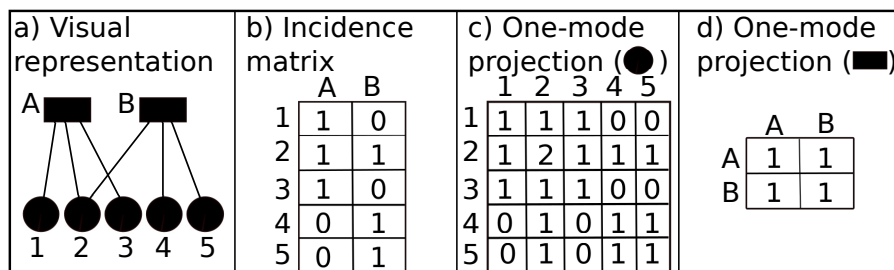 a) Visual
representation
A B
1 2 3 4 5
b) Incidence
matrix
A B
1 1 0
2 1 1
3 1 0
4 0 1
5 0 1
c) One-mode
projection ( )
1 2 3 4 5
1 1 1 1 0 0
2 1 2 1 1 1
3 1 1 1 0 0
4 0 1 0 1 1
5 0 1 0 1 1
d) One-mode
projection ( )
A B
A 1 1
B 1 1